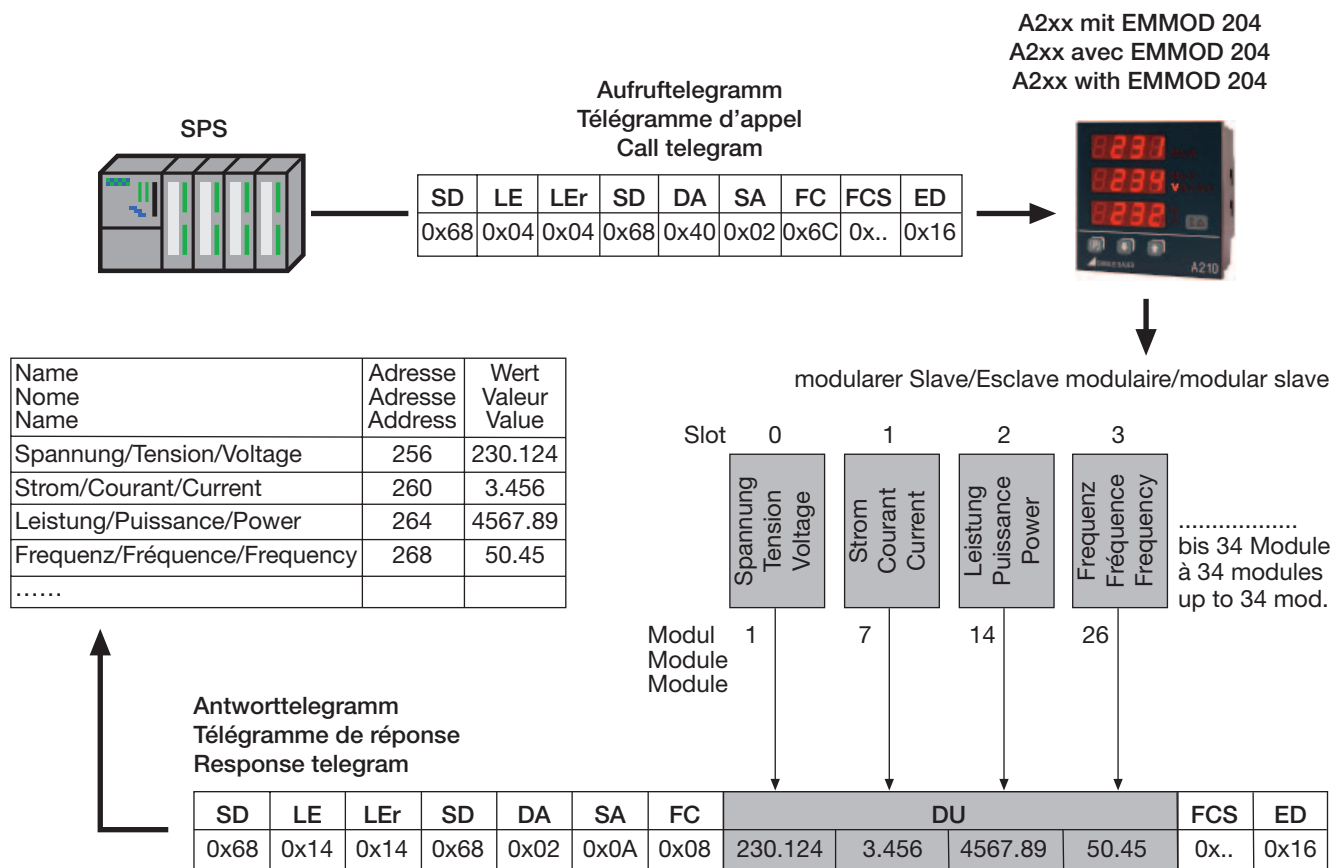 A2xx mit EMMOD 204
A2xx avec EMMOD 204
A2xx with EMMOD 204
Aufruftelegramm
Télégramme d'appel
Call telegram
SPS
SD LE LEr SD DA SA FC FCS ED
0x68 0x04 0x04 0x68 0x40 0x02 0x6C 0x.. 0x16
231
234
V
232
A210
Name Adresse Wert
Nome Adresse Valeur
Name Address Value
Spannung/Tension/Voltage 256 230.124
Strom/Courant/Current 260 3.456
Leistung/Puissance/Power 264 4567.89
Frequenz/Fréquence/Frequency 268 50.45
......
modularer Slave/Esclave modulaire/modular slave
Slot 0 1 2 3
Spannung
Tension
Voltage
Strom
Courant
Current
Leistung
Puissance
Power
Frequenz
Fréquence
Frequency
..................
bis 34 Module
à 34 modules
up to 34 mod.
Modul 1 7 14 26
Module
Module
Antworttelegramm
Télégramme de réponse
Response telegram
SD LE LEr SD DA SA FC DU FCS ED
0x68 0x14 0x14 0x68 0x02 0x0A 0x08 230.124 3.456 4567.89 50.45 0x.. 0x16